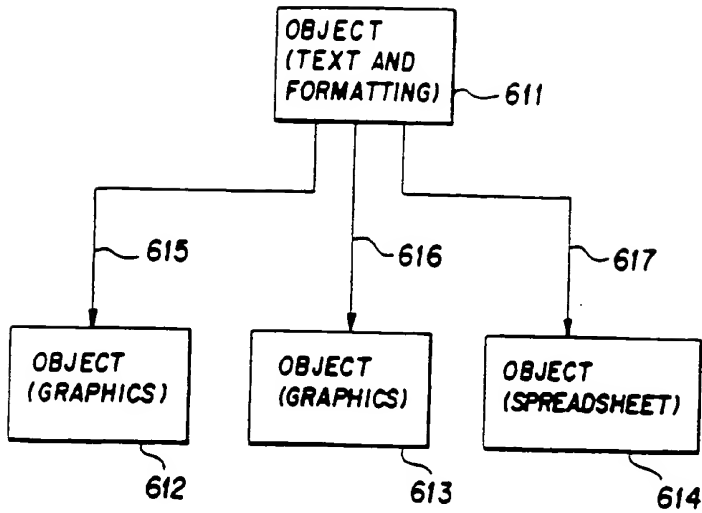 OBJECT
(TEXT AND
FORMATTING)
611
615
616
617
OBJECT
(GRAPHICS)
OBJECT
(GRAPHICS)
OBJECT
(SPREADSHEET)
612
613
614